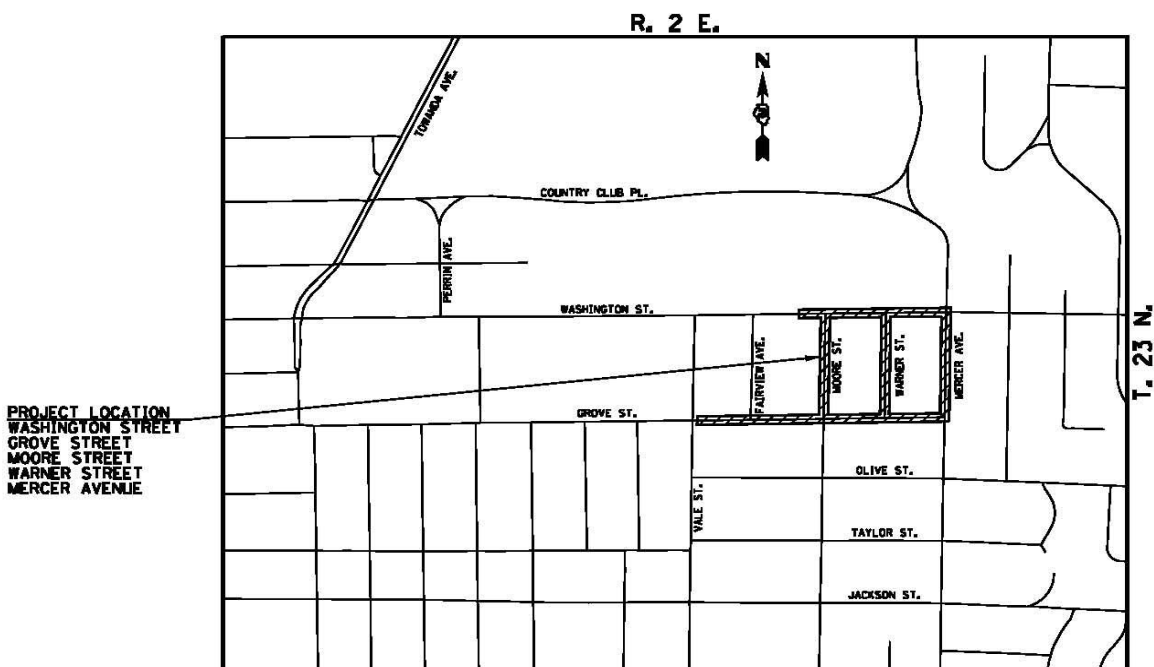 R. 2 E.
N
TOWANDA AVE.
COUNTRY CLUB PL.
PERRIN AVE.
WASHINGTON ST.
FAIRVIEW AVE.
MOORE ST.
WARNER ST.
MERCER AVE.
T. 23 N.
GROVE ST.
PROJECT LOCATION
WASHINGTON STREET
GROVE STREET
MOORE STREET
WARNER STREET
MERCER AVENUE
OLIVE ST.
VALE ST.
TAYLOR ST.
JACKSON ST.